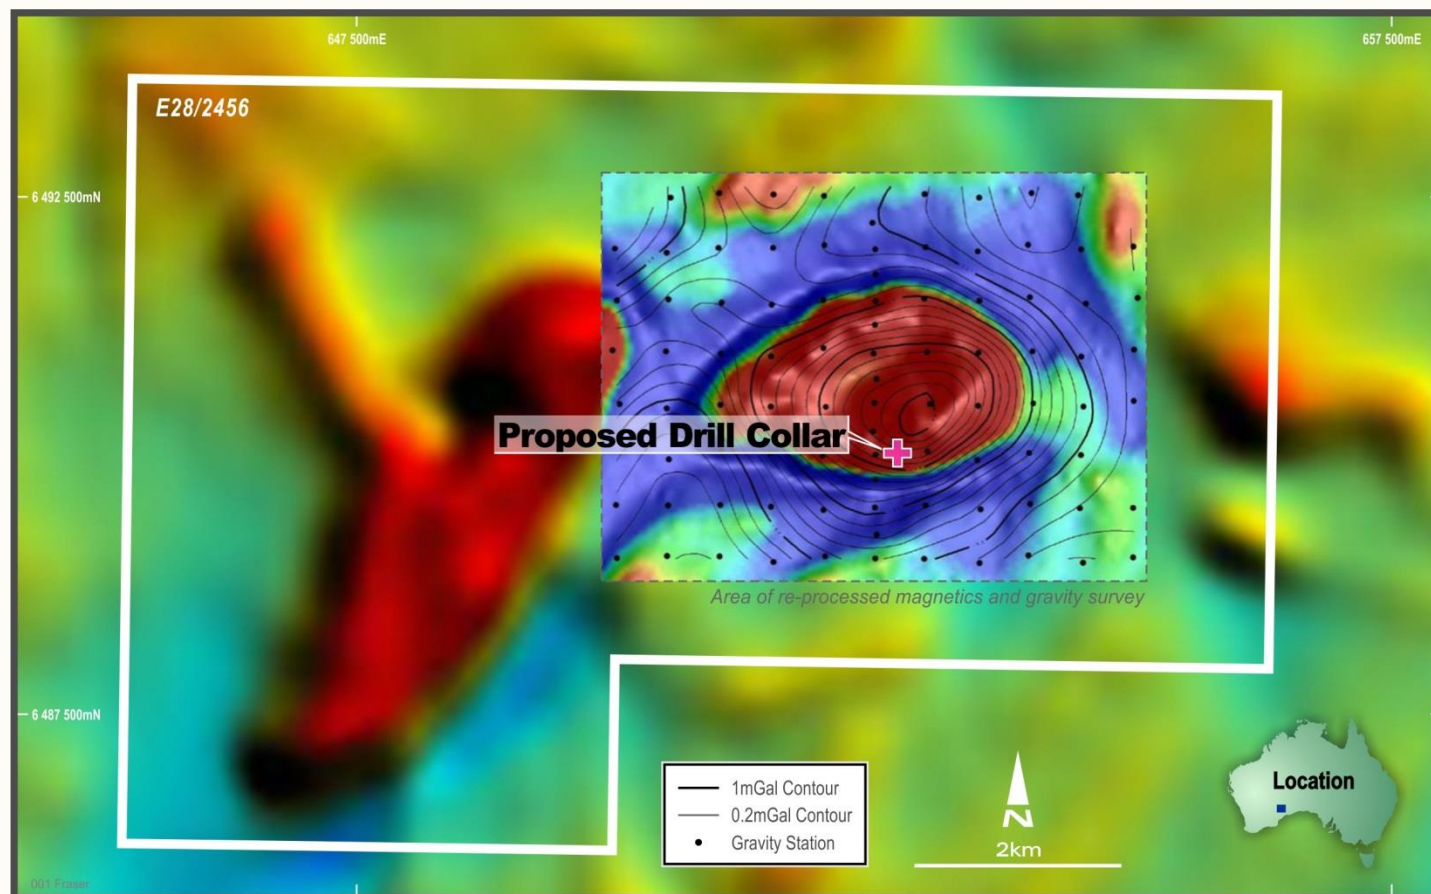 647 500mE
657 500mE
E28/2456
6 492 500mN
Proposed Drill Collar
Area of re-processed magnetics and gravity survey
6 487 500mN
1mGal Contour
0.2mGal Contour
Gravity Station
N
2km
Location
001 Fraser